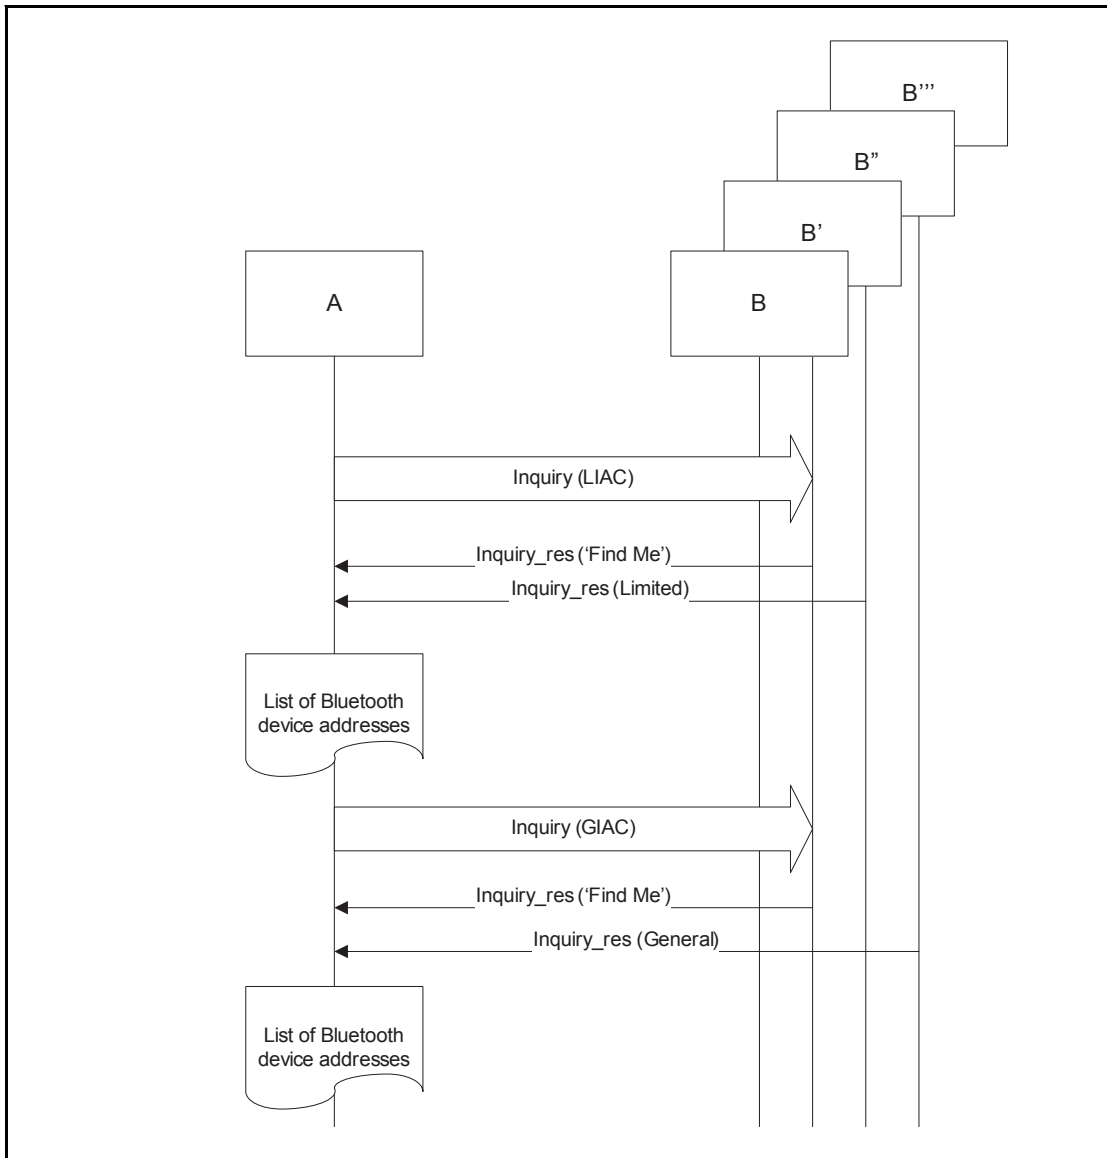 B’’’
B’’
B’
A
B
Inquiry (LIAC)
Inquiry_res (‘Find Me’)
Inquiry_res (Limited)
List of Bluetooth
device addresses
Inquiry (GIAC)
Inquiry_res (‘Find Me’)
Inquiry_res (General)
List of Bluetooth
device addresses